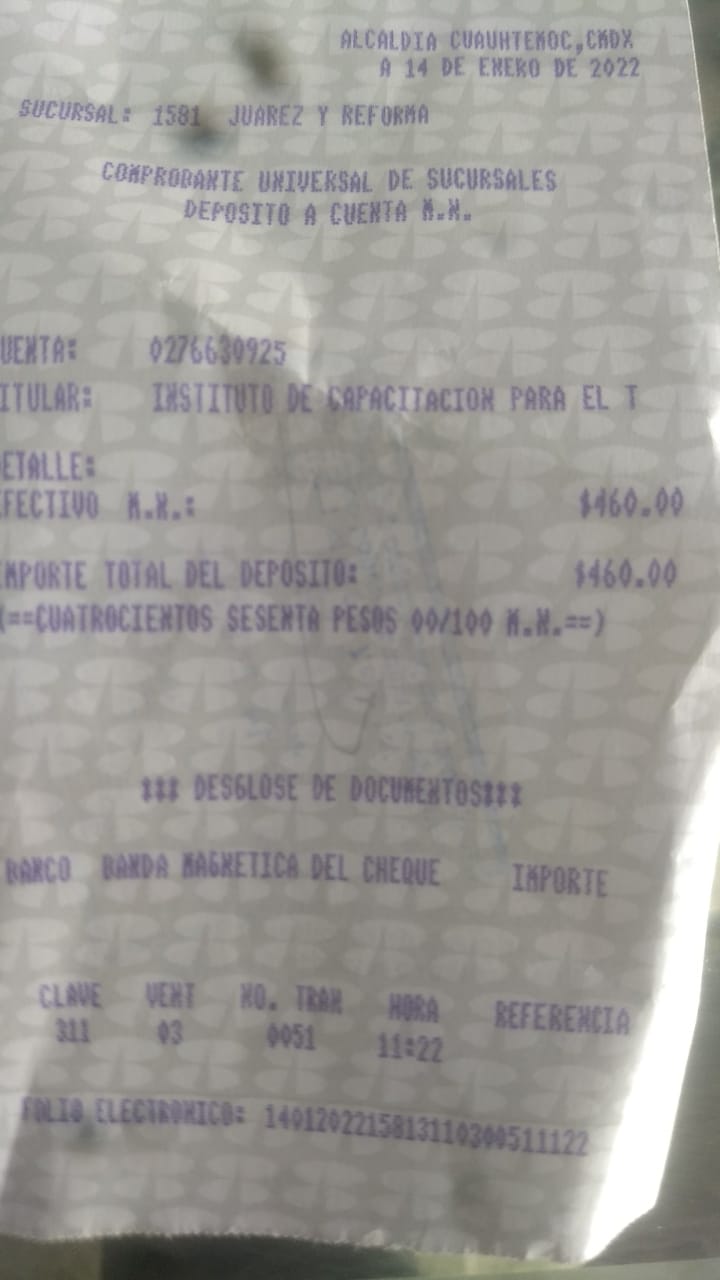 ALCALDIA CUAUHTEMOC,CMDX
A 14 DE ENERO DE 2022
SUCURSAL: 1581 JUAREZ Y REFORMA
COMPROBANTE UNIVERSAL DE SUCURSALES
DEPOSITO A CUENTA M.N.
UENTA: 0276630925
ITULAR: INSTITUTO DE CAPACITACION PARA EL T
ETALLE:
FECTIVO M.N.: $460.00
MPORTE TOTAL DEL DEPOSITO: $460.00
(==CUATROCIENTOS SESENTA PESOS 00/100 M.N.==)
*** DESGLOSE DE DOCUMENTOS***
BANCO BANDA MAGNETICA DEL CHEQUE IMPORTE
CLAVE VENT NO. TRAN HORA REFERENCIA
311 03 0051 11:22
FOLIO ELECTRONICO: 1401202215813110300511122